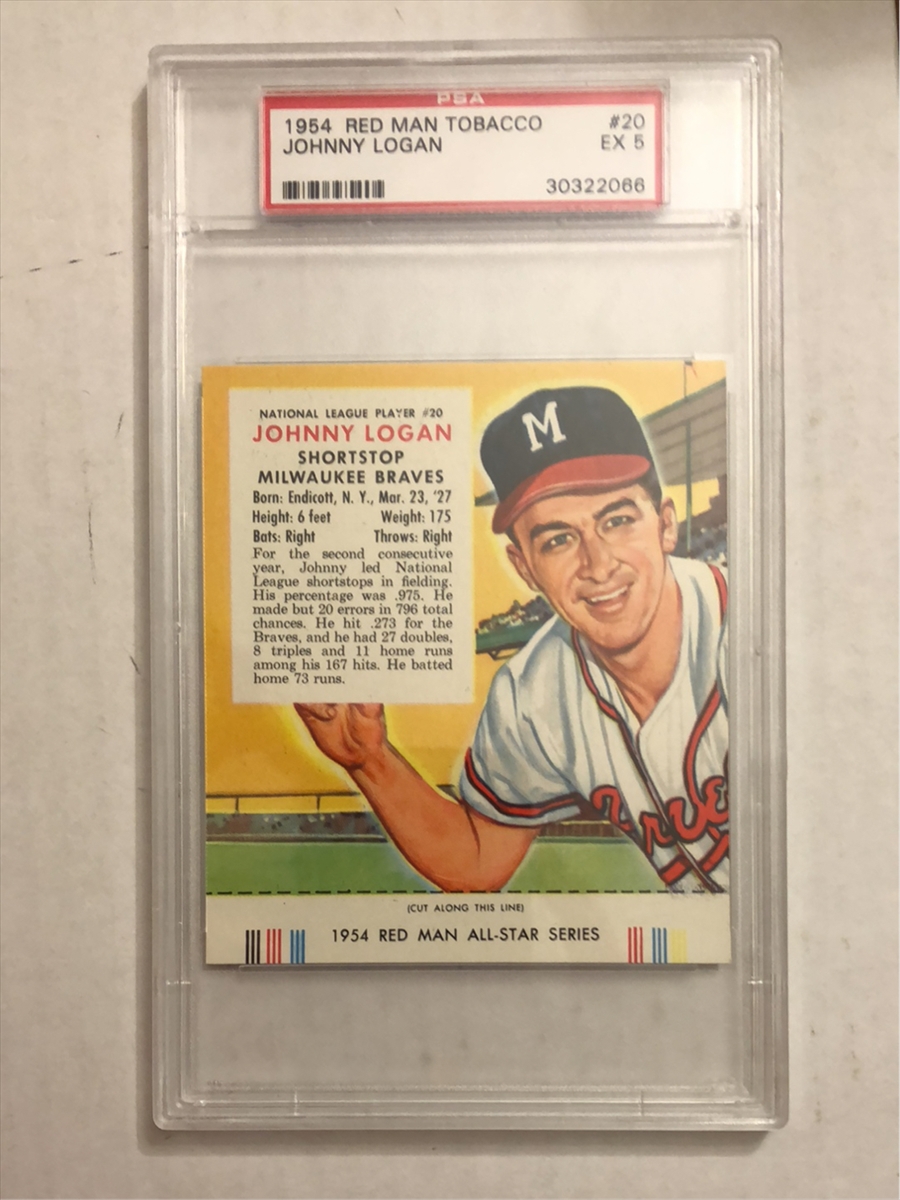 PSA
1954 RED MAN TOBACCO #20
JOHNNY LOGAN EX 5
30322066
NATIONAL LEAGUE PLAYER #20
JOHNNY LOGAN
SHORTSTOP
MILWAUKEE BRAVES
Born: Endicott, N. Y., Mar. 23, '27
Height: 6 feet Weight: 175
Bats: Right Throws: Right
For the second consecutive
year, Johnny led National
League shortstops in fielding.
His percentage was .975. He
made but 20 errors in 796 total
chances. He hit .273 for the
Braves, and he had 27 doubles,
8 triples and 11 home runs
among his 167 hits. He batted
home 73 runs.
M
Brave
(CUT ALONG THIS LINE)
1954 RED MAN ALL-STAR SERIES